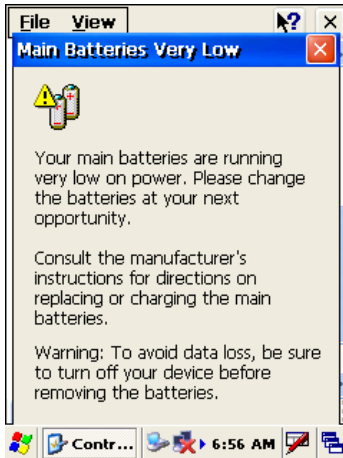 File View
Main Batteries Very Low
Your main batteries are running
very low on power. Please change
the batteries at your next
opportunity.
Consult the manufacturer's
instructions for directions on
replacing or charging the main
batteries.
Warning: To avoid data loss, be sure
to turn off your device before
removing the batteries.
Contr... 6:56 AM